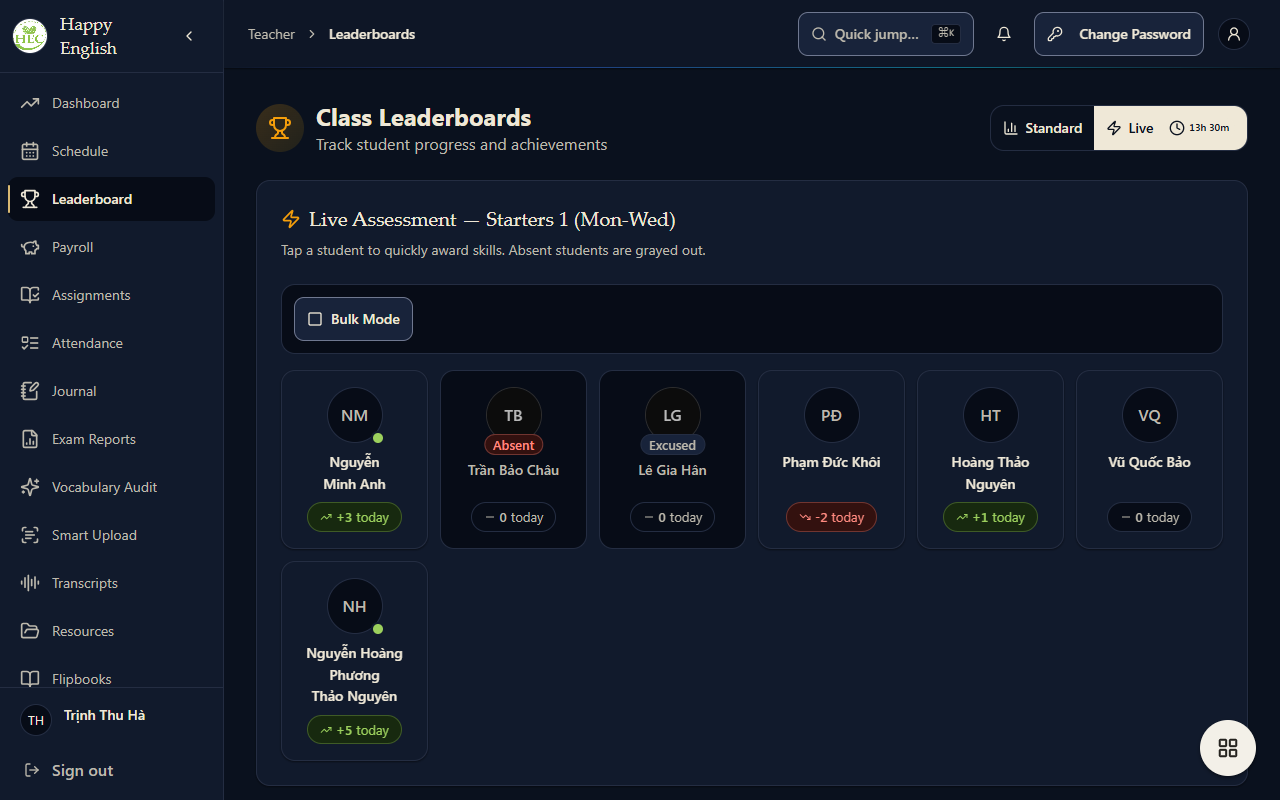 HEC
Happy
English
Teacher
Leaderboards
Quick jump...
⌘K
Change Password
Dashboard
Schedule
Leaderboard
Payroll
Assignments
Attendance
Journal
Exam Reports
Vocabulary Audit
Smart Upload
Transcripts
Resources
Flipbooks
TH
Trịnh Thu Hà
Sign out
Class Leaderboards
Track student progress and achievements
Standard
Live
13h 30m
Live Assessment — Starters 1 (Mon-Wed)
Tap a student to quickly award skills. Absent students are grayed out.
Bulk Mode
NM
Nguyễn
Minh Anh
+3 today
TB
Absent
Trần Bảo Châu
0 today
LG
Excused
Lê Gia Hân
0 today
PĐ
Phạm Đức Khôi
-2 today
HT
Hoàng Thảo
Nguyên
+1 today
VQ
Vũ Quốc Bảo
0 today
NH
Nguyễn Hoàng
Phương
Thảo Nguyên
+5 today